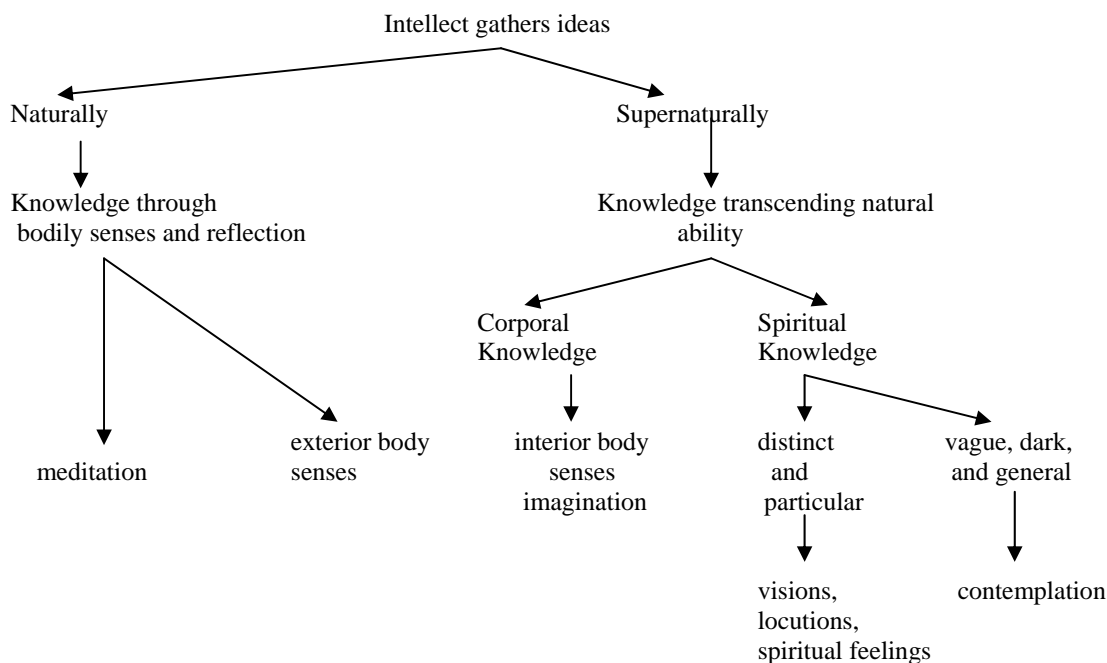 Intellect gathers ideas
Naturally
Supernaturally
Knowledge through
bodily senses and reflection
Knowledge transcending natural
ability
Corporal
Knowledge
Spiritual
Knowledge
meditation
exterior body
senses
interior body
senses
imagination
distinct
and
particular
vague, dark,
and general
visions,
locutions,
spiritual feelings
contemplation